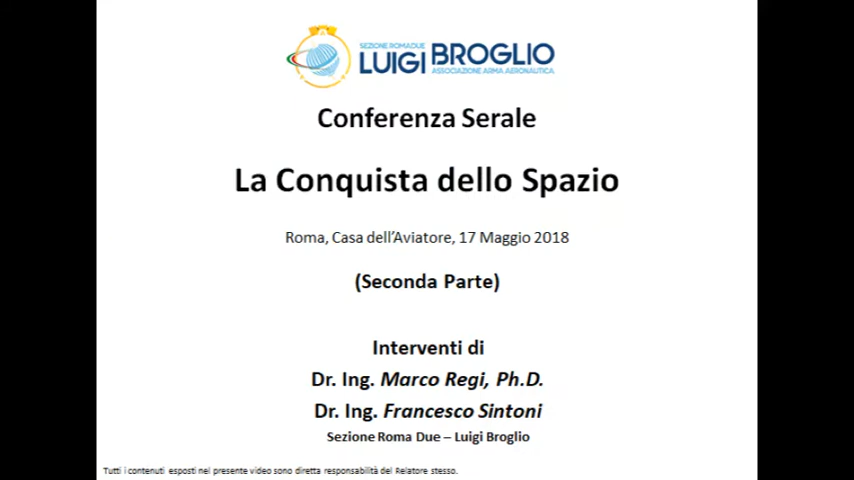 SEZIONE ROMADUE
LUIGI BROGLIO
ASSOCIAZIONE ARMA AERONAUTICA
Conferenza Serale
La Conquista dello Spazio
Roma, Casa dell'Aviatore, 17 Maggio 2018
(Seconda Parte)
Interventi di
Dr. Ing. Marco Regi, Ph.D.
Dr. Ing. Francesco Sintoni
Sezione Roma Due – Luigi Broglio
Tutti i contenuti esposti nel presente video sono diretta responsabilità del Relatore stesso.